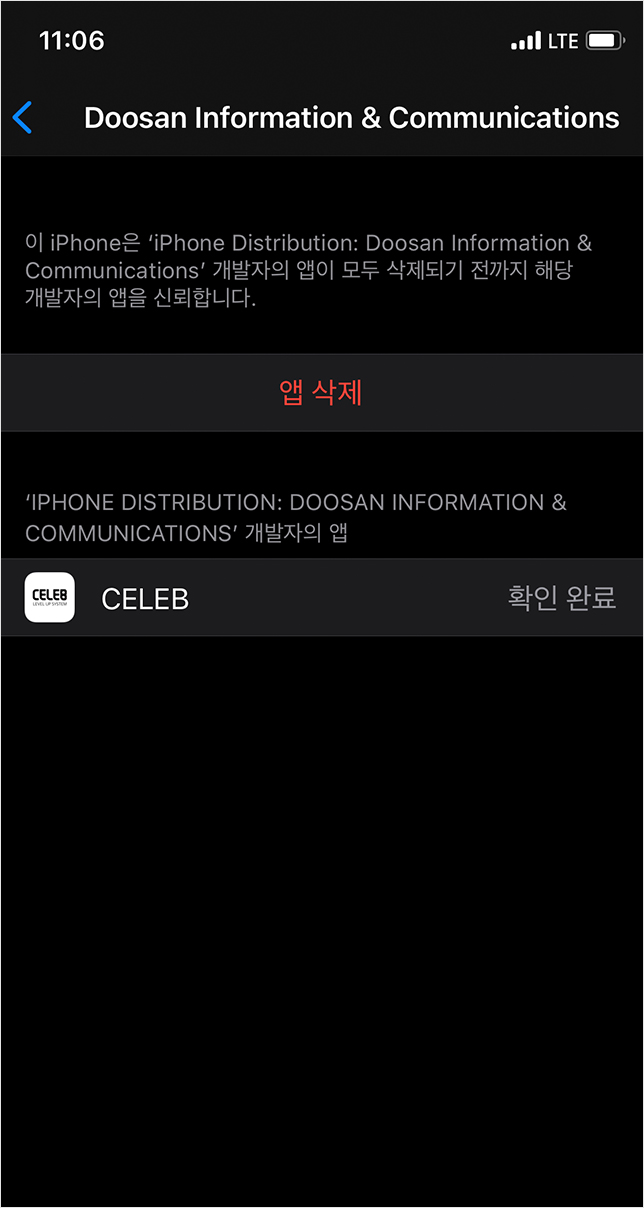 11:06
LTE
Doosan Information & Communications
이 iPhone은 ‘iPhone Distribution: Doosan Information &
Communications’ 개발자의 앱이 모두 삭제되기 전까지 해당
개발자의 앱을 신뢰합니다.
앱 삭제
‘IPHONE DISTRIBUTION: DOOSAN INFORMATION &
COMMUNICATIONS’ 개발자의 앱
CELEB
LEVEL UP SYSTEM
CELEB
확인 완료